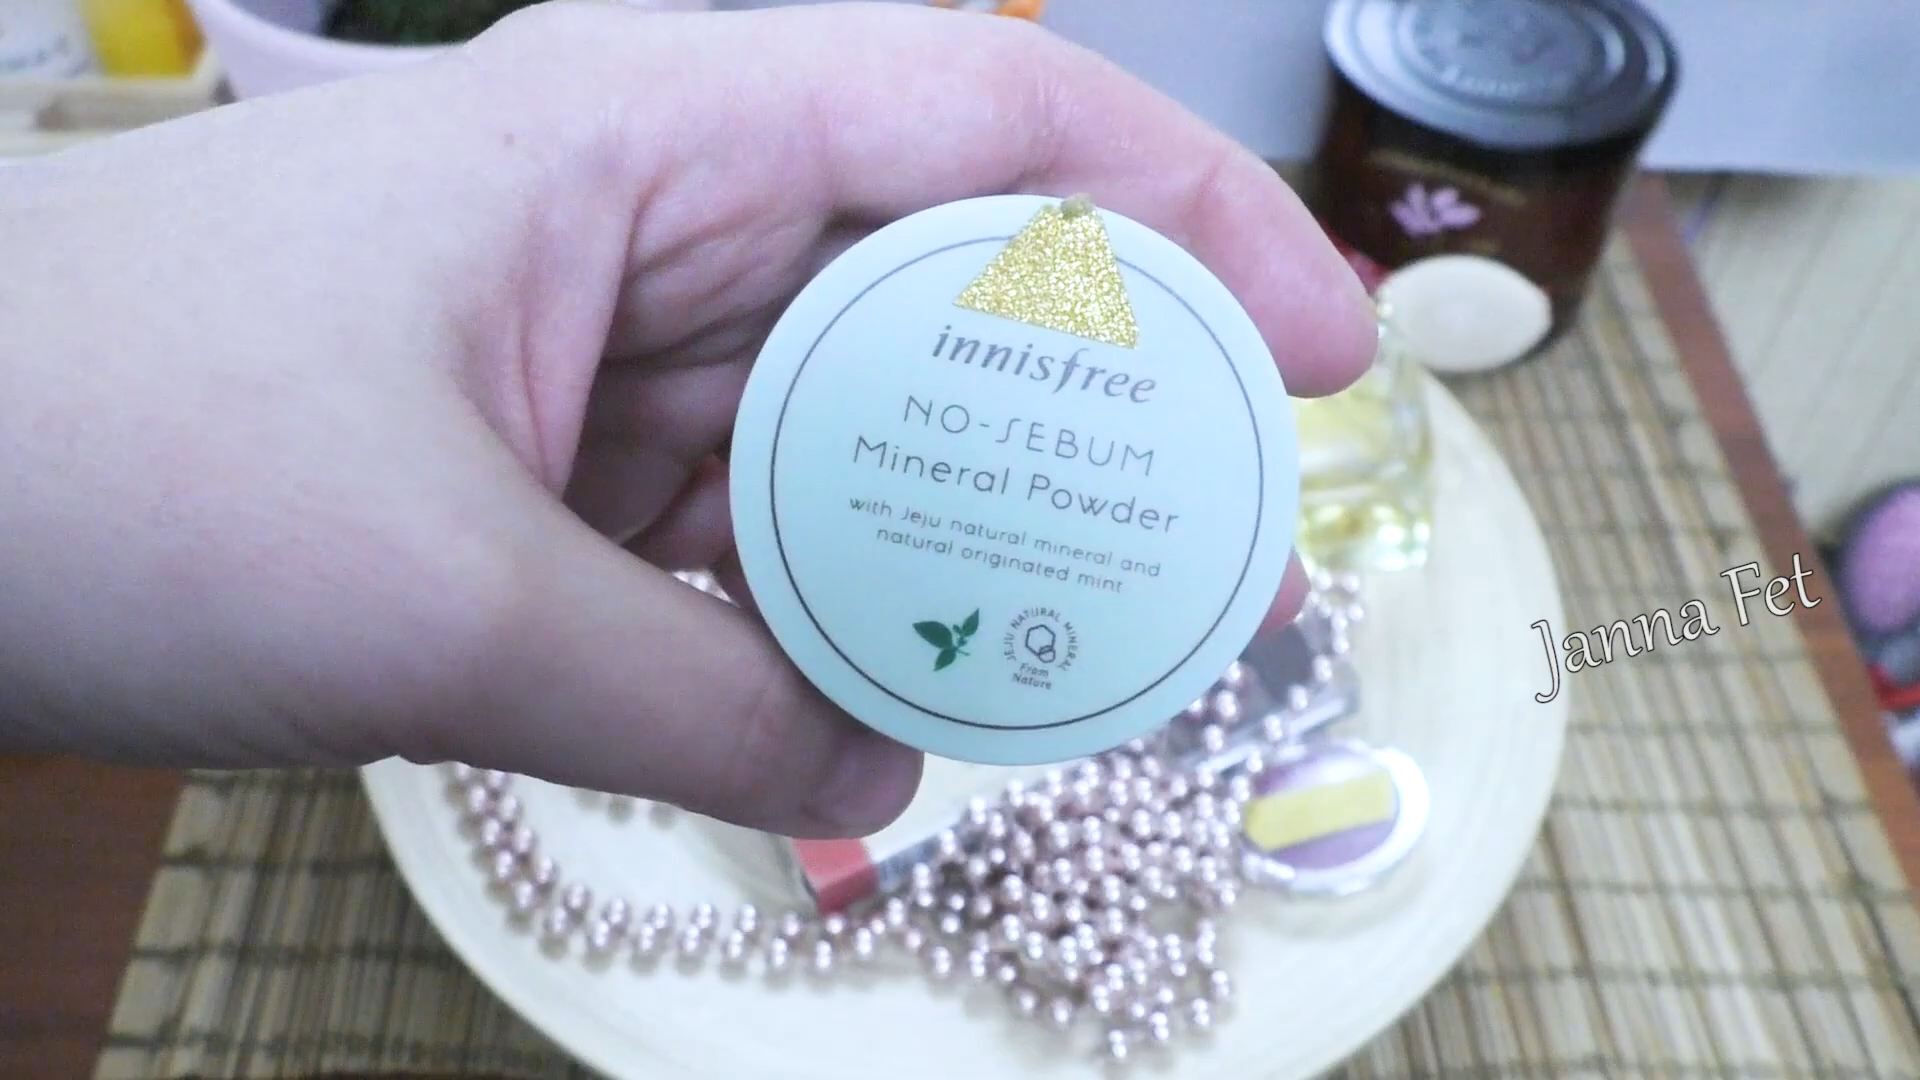 innisfree
NO-SEBUM
Mineral Powder
with Jeju natural mineral and
natural originated mint
JEJU NATURAL MINERAL
From
Nature
Janna Fet